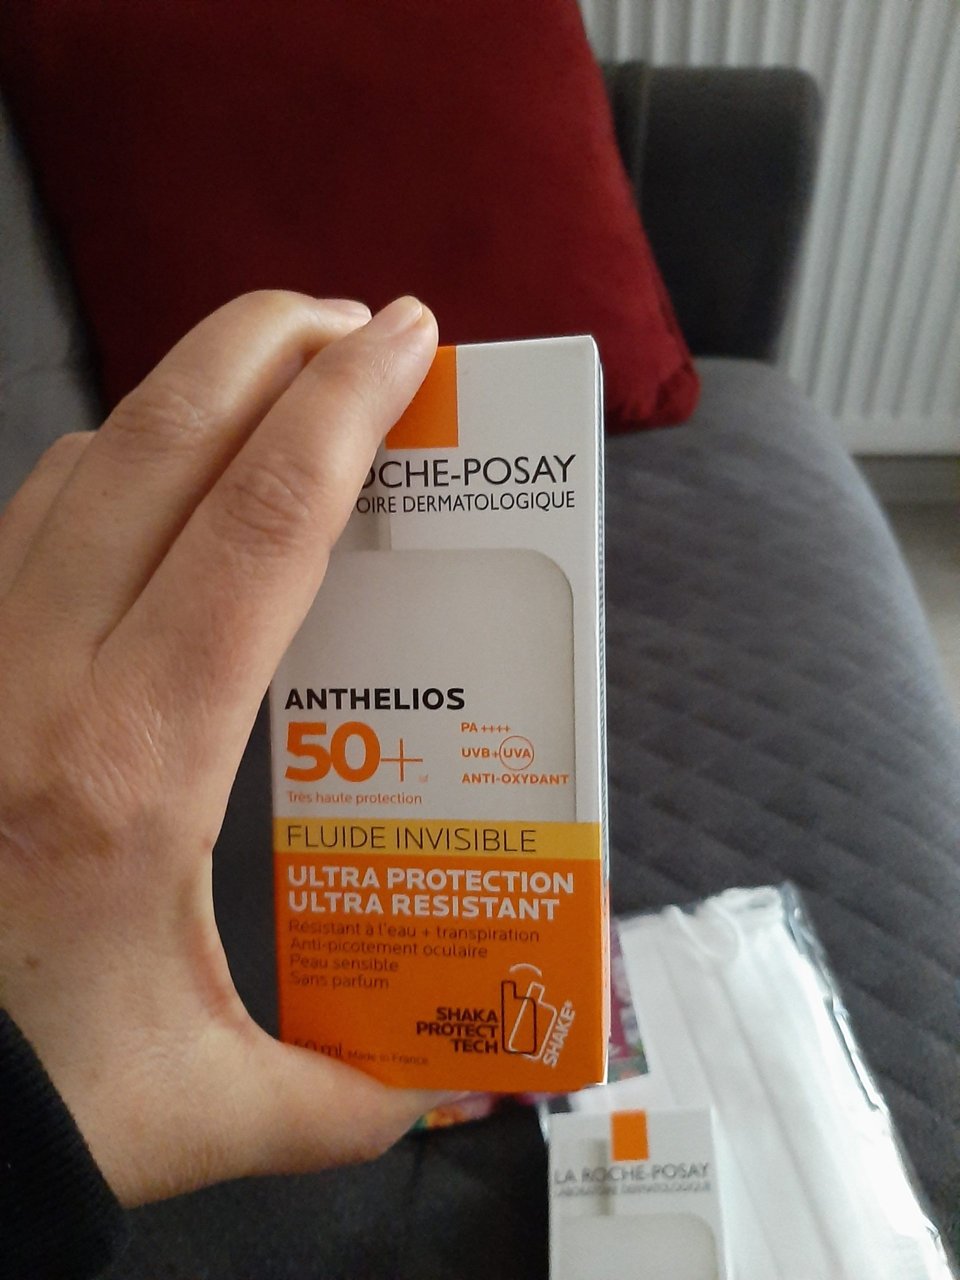 OCHE-POSAY
OIRE DERMATOLOGIQUE
ANTHELIOS
50+
PA ++++
UVB+UVA
ANTI-OXYDANT
Très haute protection
FLUIDE INVISIBLE
ULTRA PROTECTION
ULTRA RESISTANT
Résistant à l'eau + transpiration
Anti-picotement oculaire
Peau sensible
Sans parfum
SHAKA
PROTECT
TECH
SHAKE+
50 ml Made in France
LA ROCHE-POSAY
LABORATOIRE DERMATOLOGIQUE